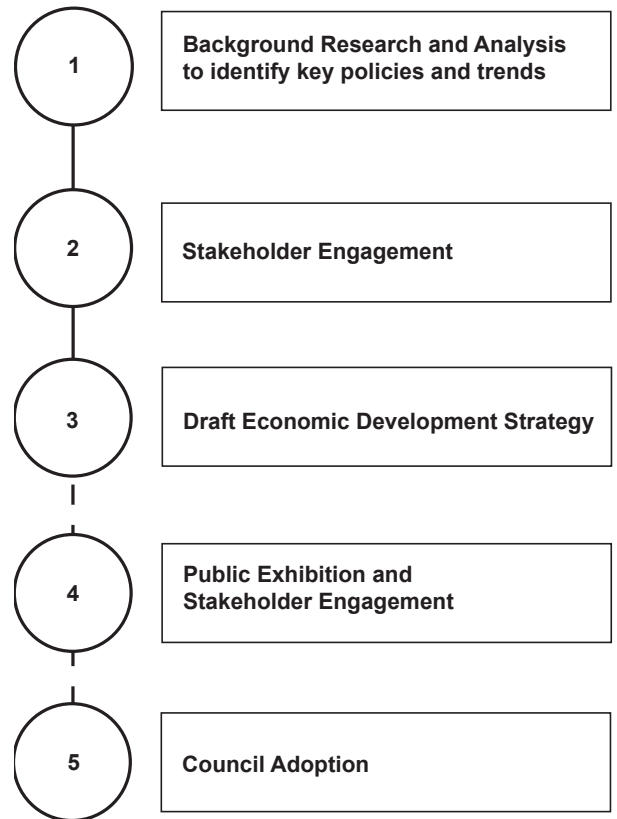 1
Background Research and Analysis
to identify key policies and trends
2
Stakeholder Engagement
3
Draft Economic Development Strategy
4
Public Exhibition and
Stakeholder Engagement
5
Council Adoption